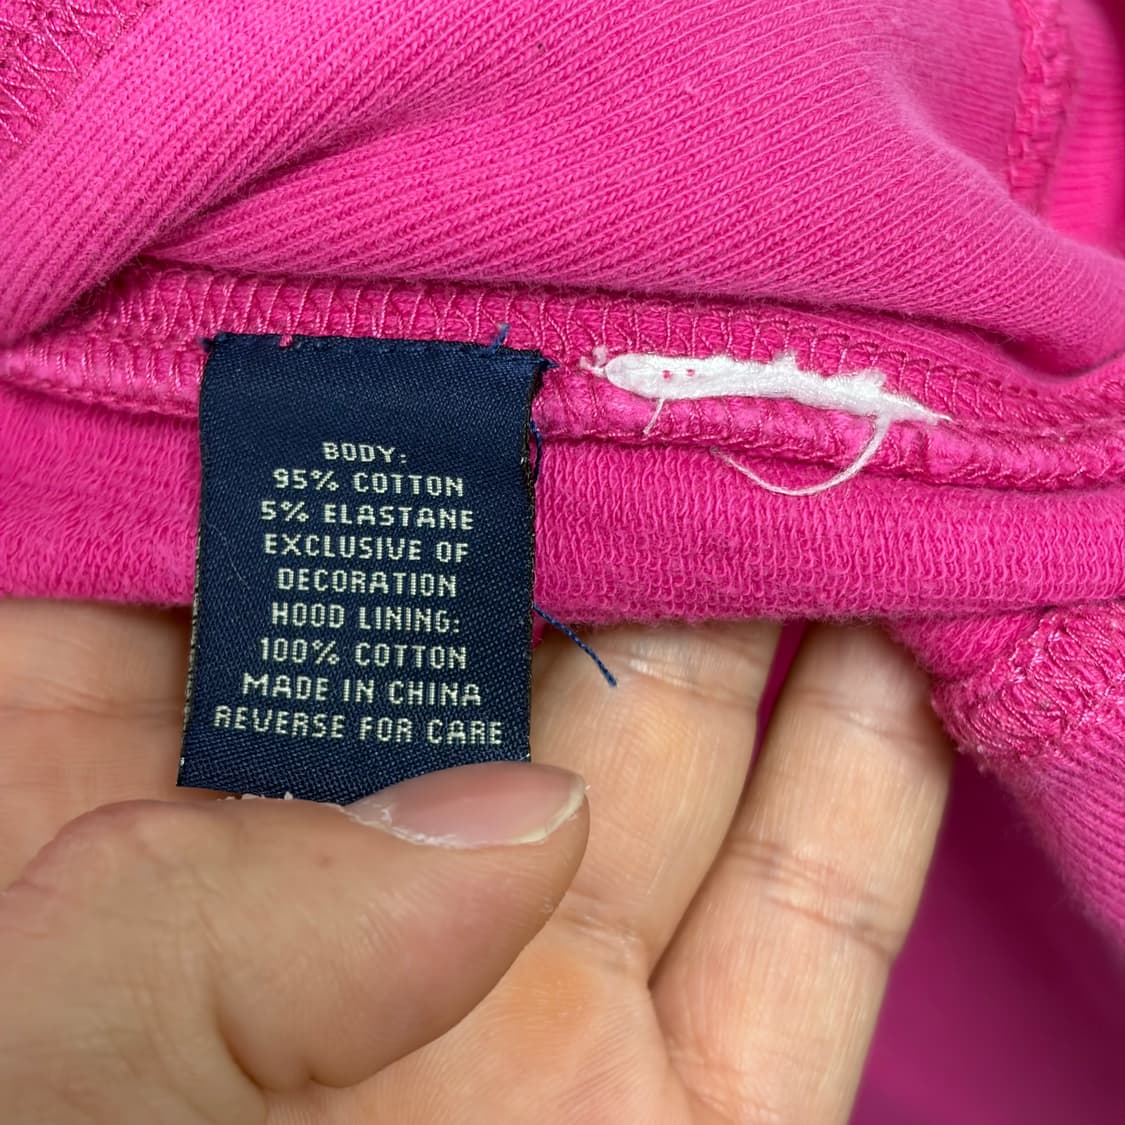 BODY:
95% COTTON
5% ELASTANE
EXCLUSIVE OF
DECORATION
HOOD LINING:
100% COTTON
MADE IN CHINA
REVERSE FOR CARE